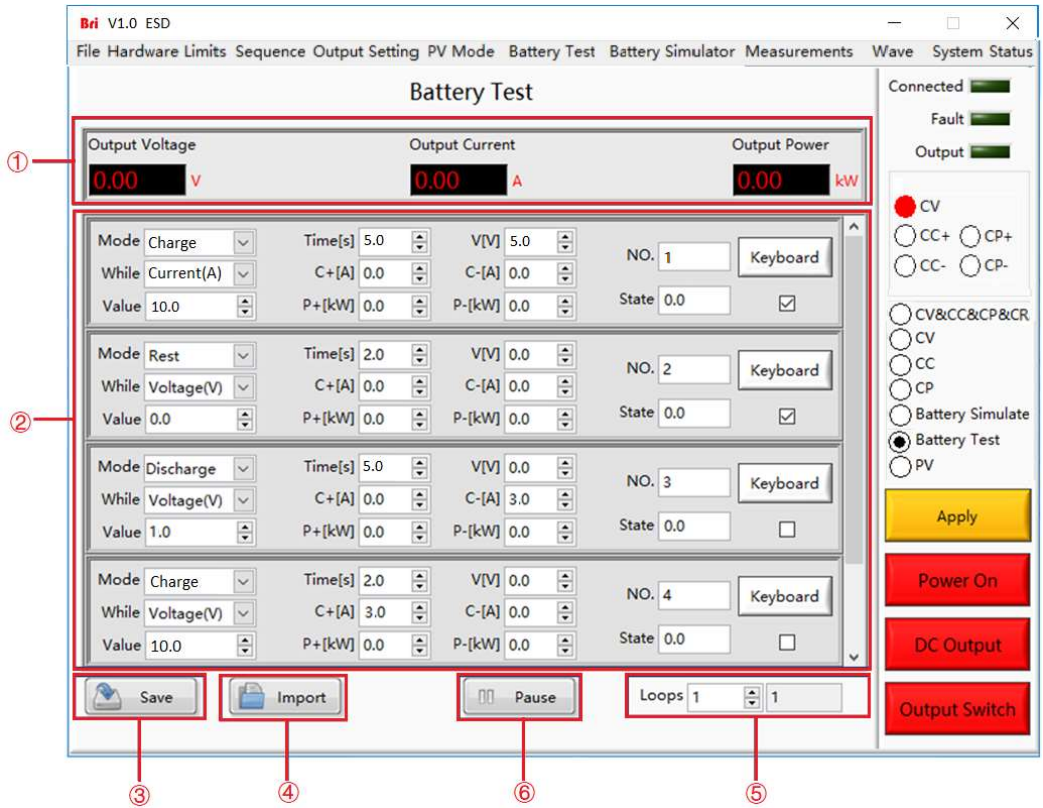 Bri V1.0 ESD
File Hardware Limits Sequence Output Setting PV Mode Battery Test Battery Simulator Measurements Wave System Status
Battery Test
Connected
Fault
Output
① Output Voltage Output Current Output Power
0.00 V 0.00 A 0.00 kW
CV
CC+ CP+
CC- CP-
②
Mode Charge Time[s] 5.0 V[V] 5.0 NO. 1 Keyboard
While Current(A) C+[A] 0.0 C-[A] 0.0
Value 10.0 P+[kW] 0.0 P-[kW] 0.0 State 0.0
Mode Rest Time[s] 2.0 V[V] 0.0 NO. 2 Keyboard
While Voltage(V) C+[A] 0.0 C-[A] 0.0
Value 0.0 P+[kW] 0.0 P-[kW] 0.0 State 0.0
Mode Discharge Time[s] 5.0 V[V] 0.0 NO. 3 Keyboard
While Voltage(V) C+[A] 0.0 C-[A] 3.0
Value 1.0 P+[kW] 0.0 P-[kW] 0.0 State 0.0
Mode Charge Time[s] 2.0 V[V] 0.0 NO. 4 Keyboard
While Voltage(V) C+[A] 3.0 C-[A] 0.0
Value 10.0 P+[kW] 0.0 P-[kW] 0.0 State 0.0
CV&CC&CP&CR
CV
CC
CP
Battery Simulate
Battery Test
PV
Apply
Power On
DC Output
Output Switch
Save Import Pause Loops 1 1
③ ④ ⑥ ⑤